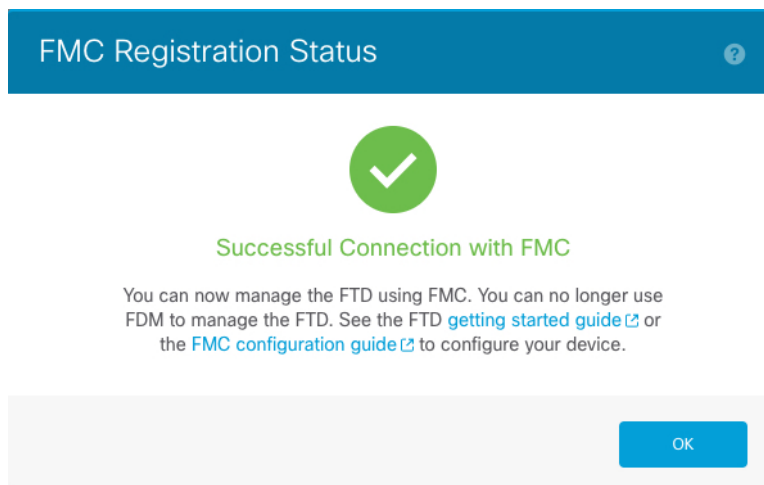 FMC Registration Status
?
Successful Connection with FMC
You can now manage the FTD using FMC. You can no longer use
FDM to manage the FTD. See the FTD getting started guide or
the FMC configuration guide to configure your device.
OK